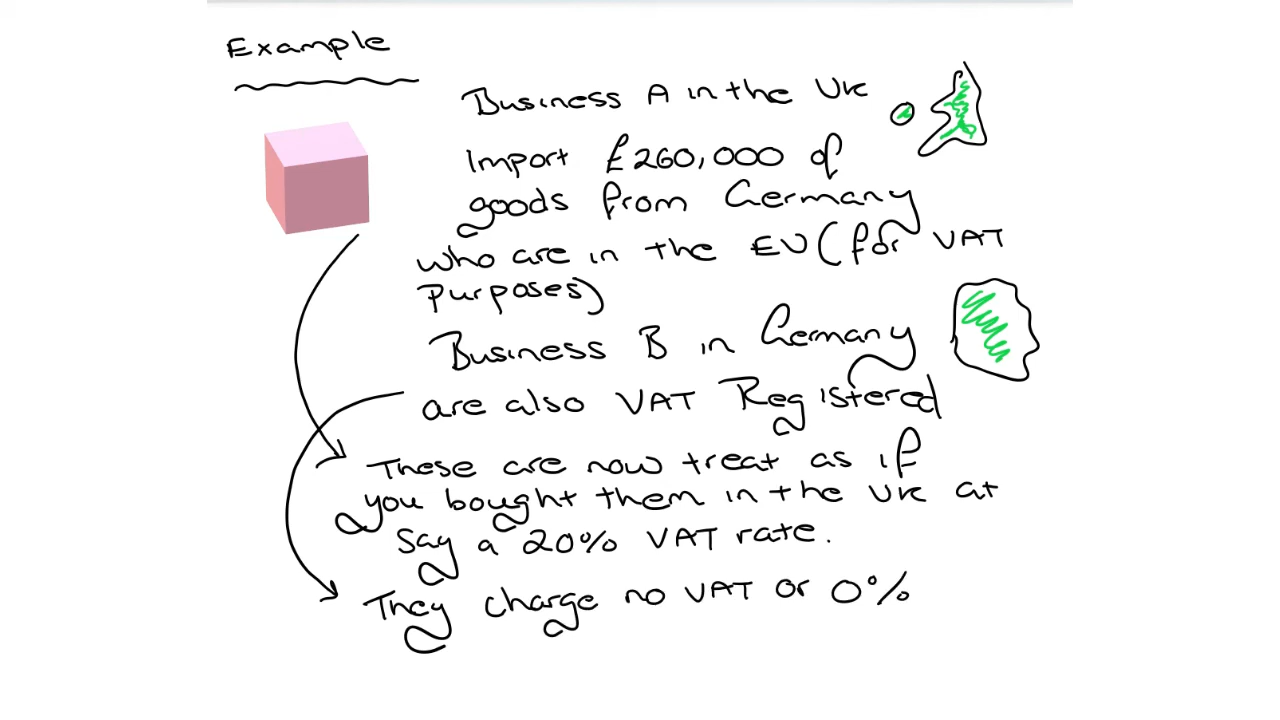 Example
Business A in the UK
Import £260,000 of
goods from Germany
who are in the EU (for VAT
Purposes)
Business B in Germany
are also VAT Registered
These are now treat as if
you bought them in the UK at
say a 20% VAT rate.
They charge no VAT or 0%